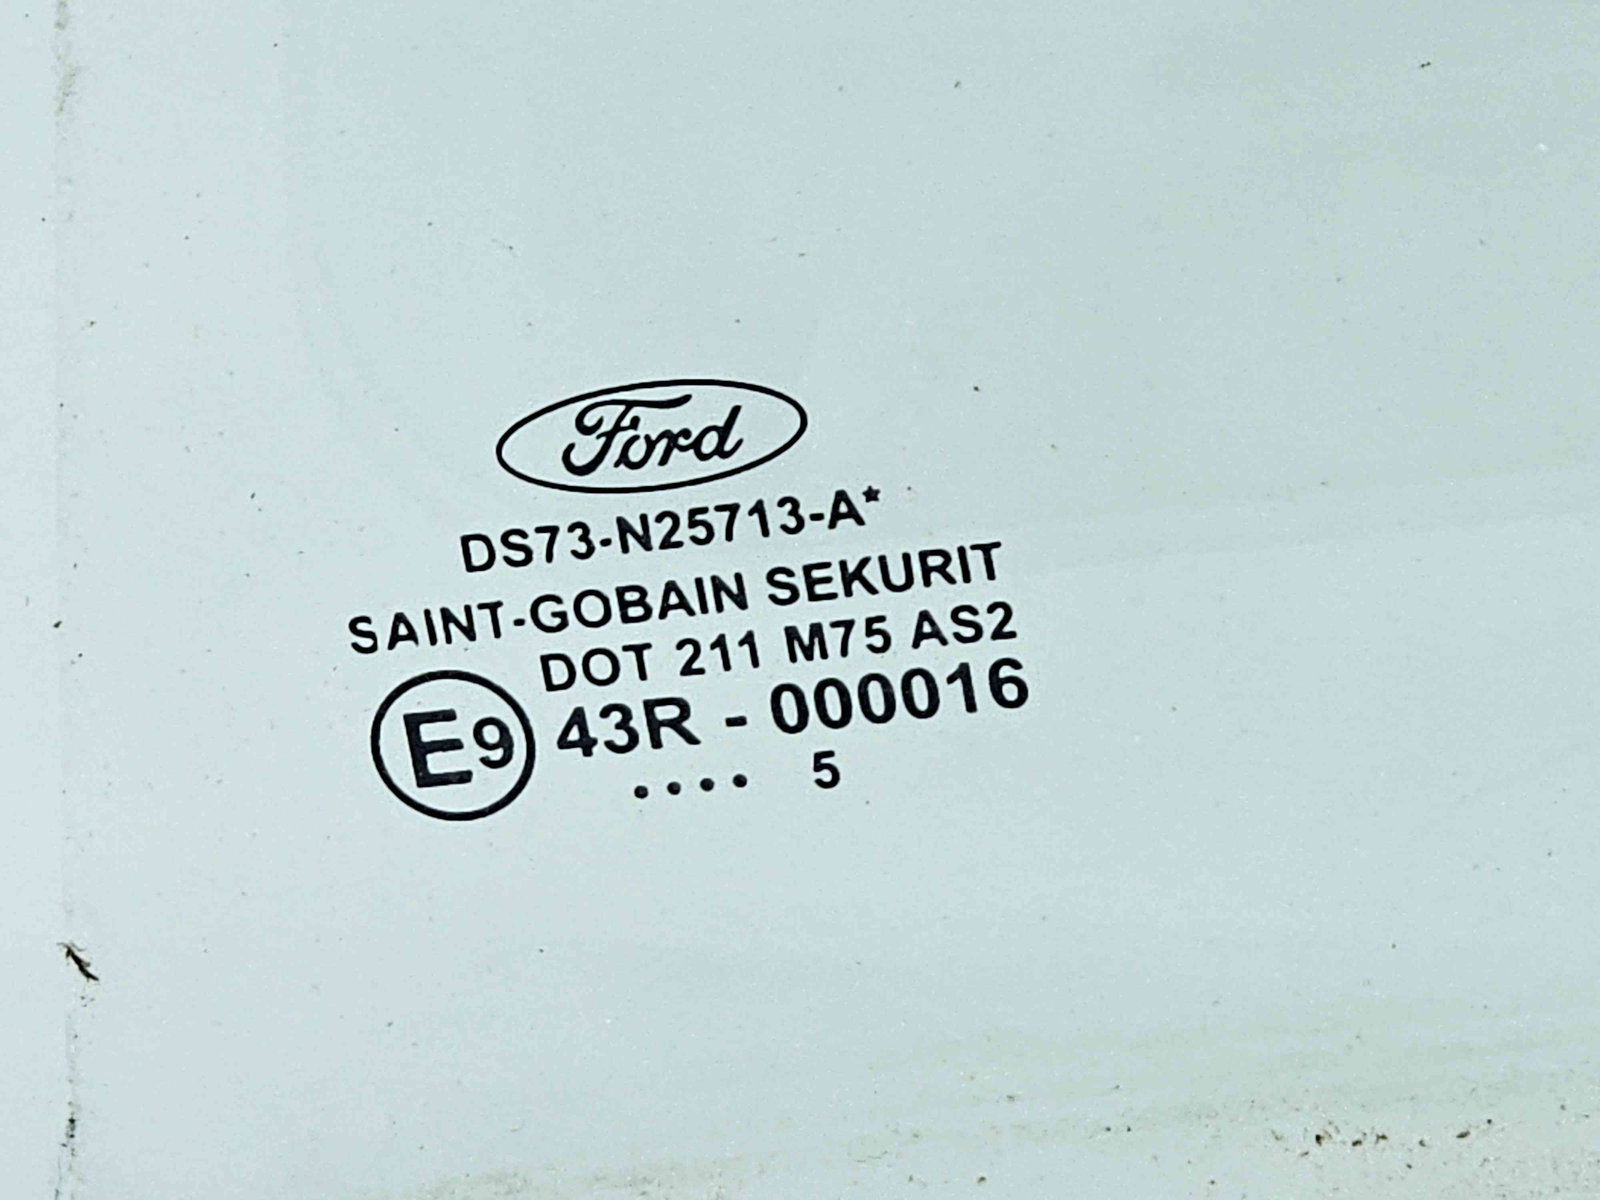 Ford
DS73-N25713-A*
SAINT-GOBAIN SEKURIT
DOT 211 M75 AS2
E9 43R - 000016
.... 5